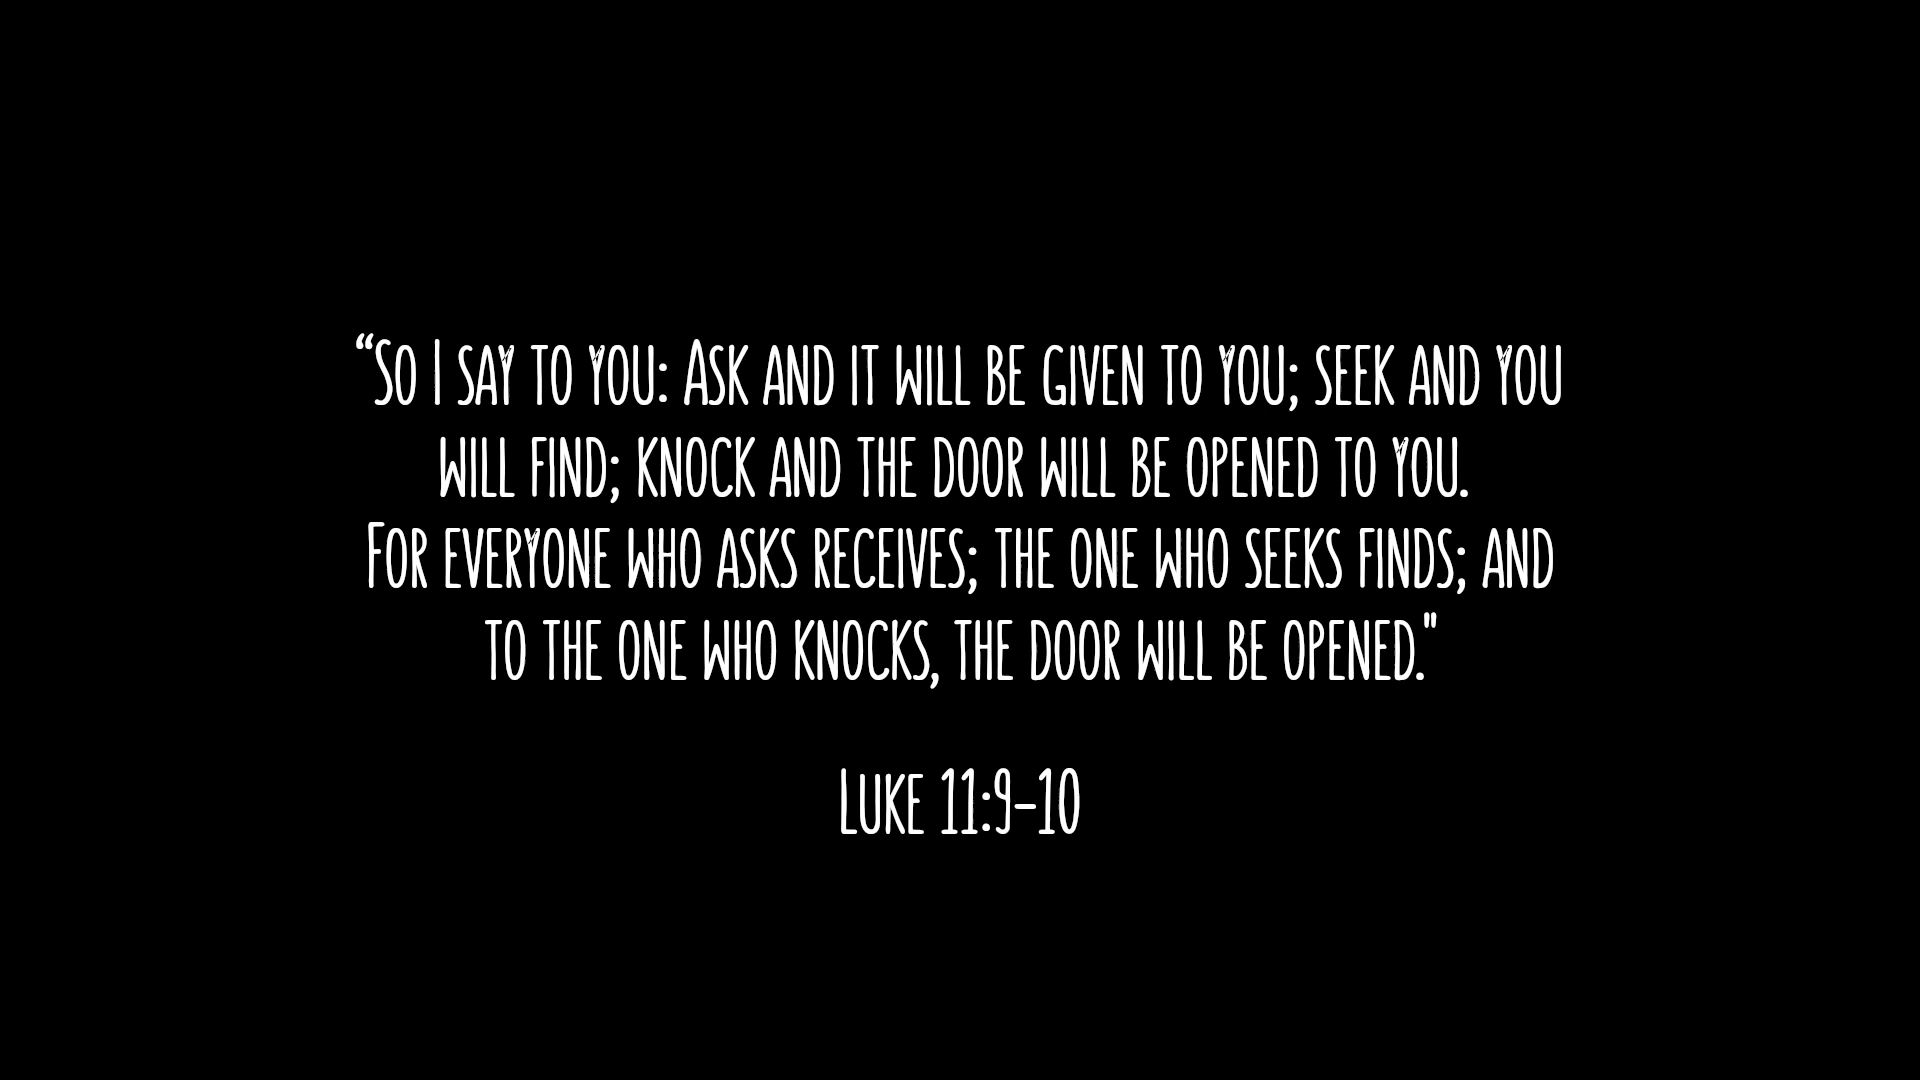 “So I say to you: Ask and it will be given to you; seek and you
will find; knock and the door will be opened to you.
For everyone who asks receives; the one who seeks finds; and
to the one who knocks, the door will be opened."
Luke 11:9-10